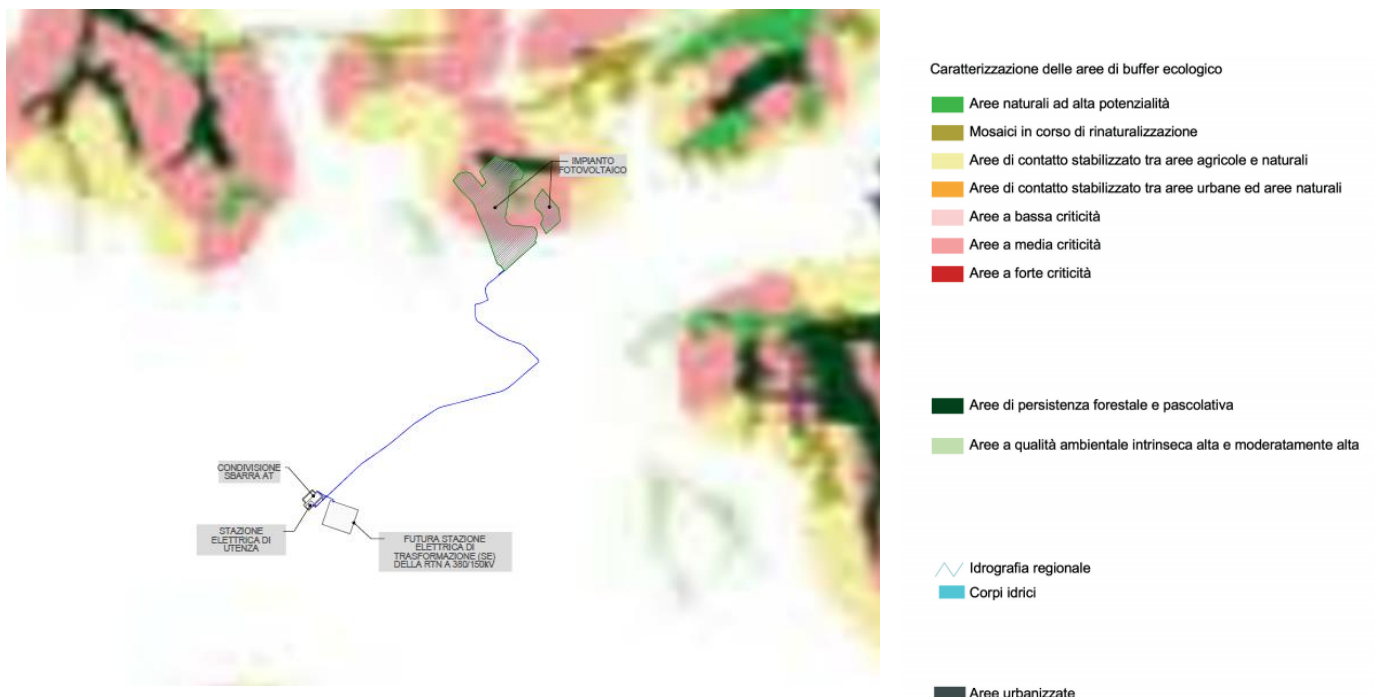 IMPIANTO
FOTOVOLTAICO
CONDIVISIONE
SBARRA AT
STAZIONE
ELETTRICA DI
UTENZA
FUTURA STAZIONE
ELETTRICA DI
TRASFORMAZIONE (SE)
DELLA RTN A 380/150kV
Caratterizzazione delle aree di buffer ecologico
Aree naturali ad alta potenzialità
Mosaici in corso di rinaturalizzazione
Aree di contatto stabilizzato tra aree agricole e naturali
Aree di contatto stabilizzato tra aree urbane ed aree naturali
Aree a bassa criticità
Aree a media criticità
Aree a forte criticità
Aree di persistenza forestale e pascolativa
Aree a qualità ambientale intrinseca alta e moderatamente alta
Idrografia regionale
Corpi idrici
Aree urbanizzate